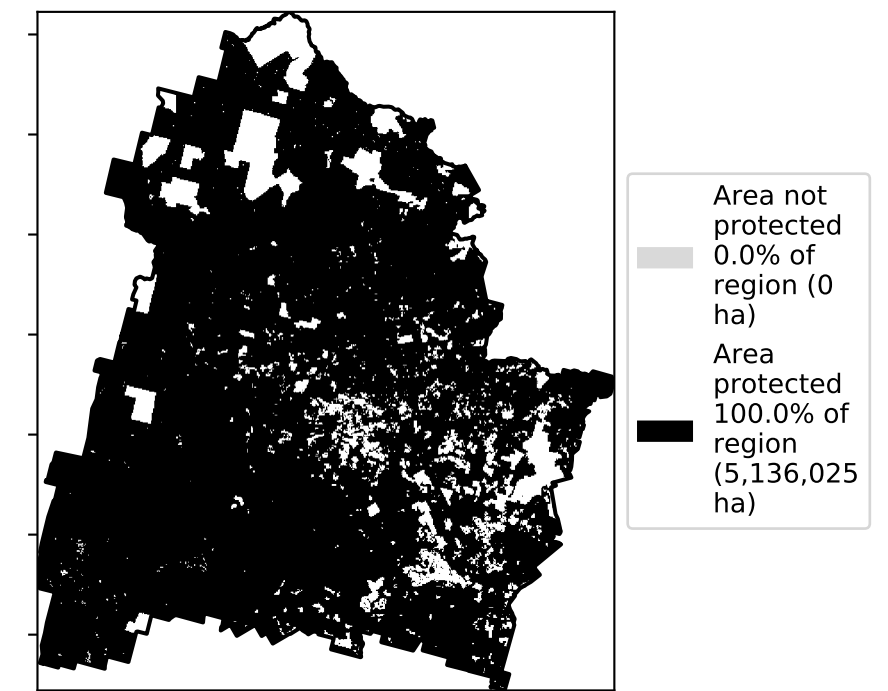 Area not
protected
0.0% of
region (0
ha)
Area
protected
100.0% of
region
(5,136,025
ha)